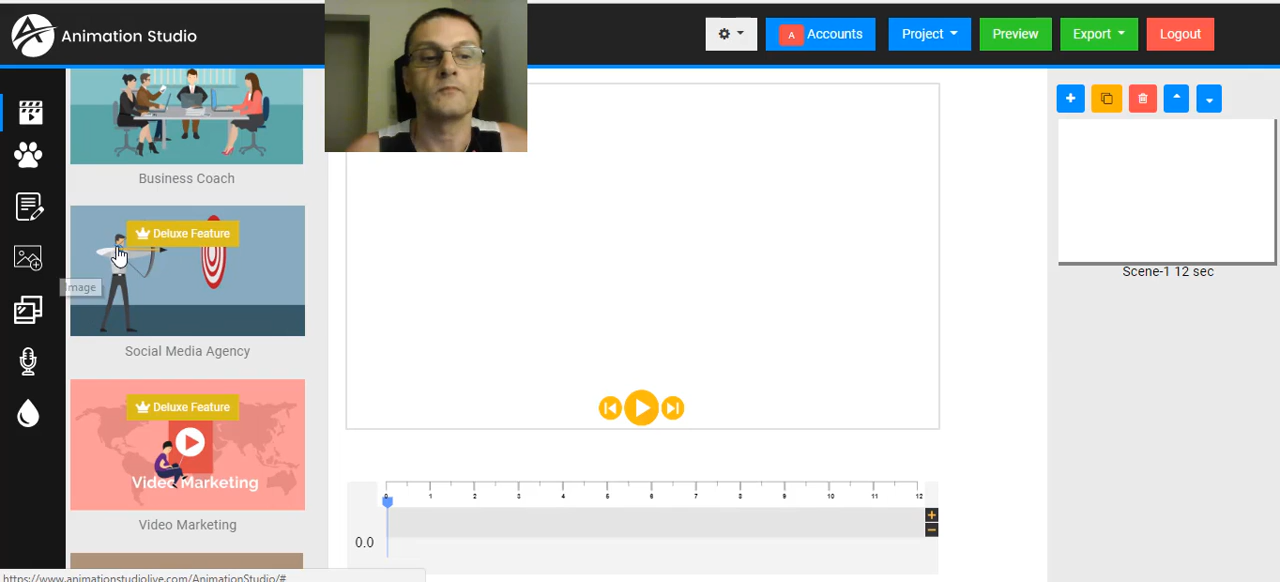 Animation Studio
A Accounts
Project
Preview
Export
Logout
Business Coach
Deluxe Feature
Image
Social Media Agency
Deluxe Feature
Video Marketing
Video Marketing
Scene-1 12 sec
0 1 2 3 4 5 6 7 8 9 10 11 12
0.0
https://www.animationstudiolive.com/AnimationStudio/#